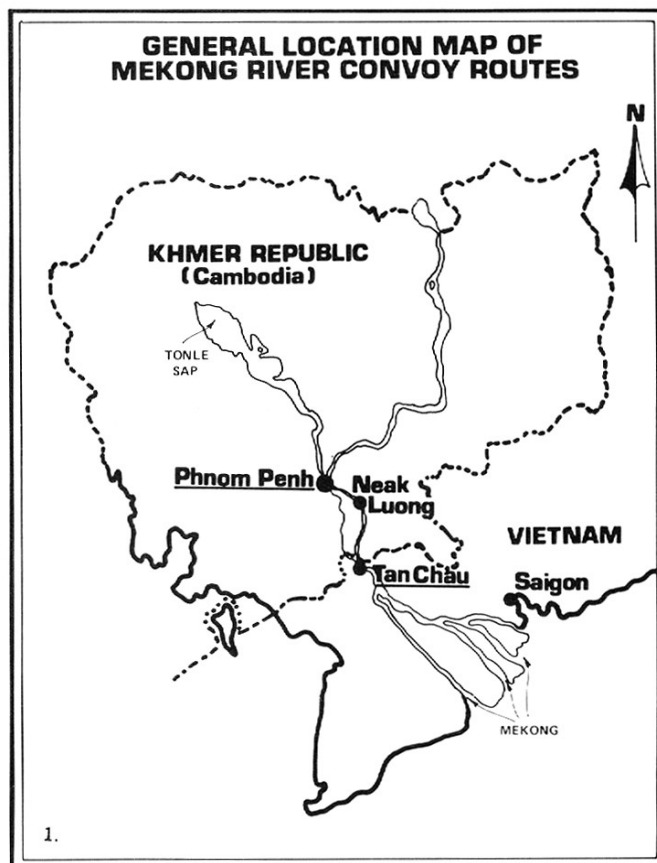 GENERAL LOCATION MAP OF
MEKONG RIVER CONVOY ROUTES
N
KHMER REPUBLIC
(Cambodia)
TONLE
SAP
Phnom Penh
Neak
Luong
VIETNAM
Tan Châu
Saigon
MEKONG
1.